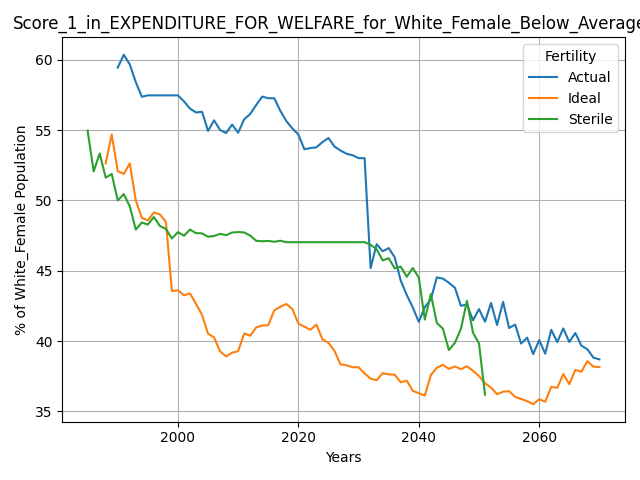 Score_1_in_EXPENDITURE_FOR_WELFARE_for_White_Female_Below_Average
Fertility
Actual
Ideal
Sterile
% of White_Female Population
60
55
50
45
40
35
2000
2020
2040
2060
Years